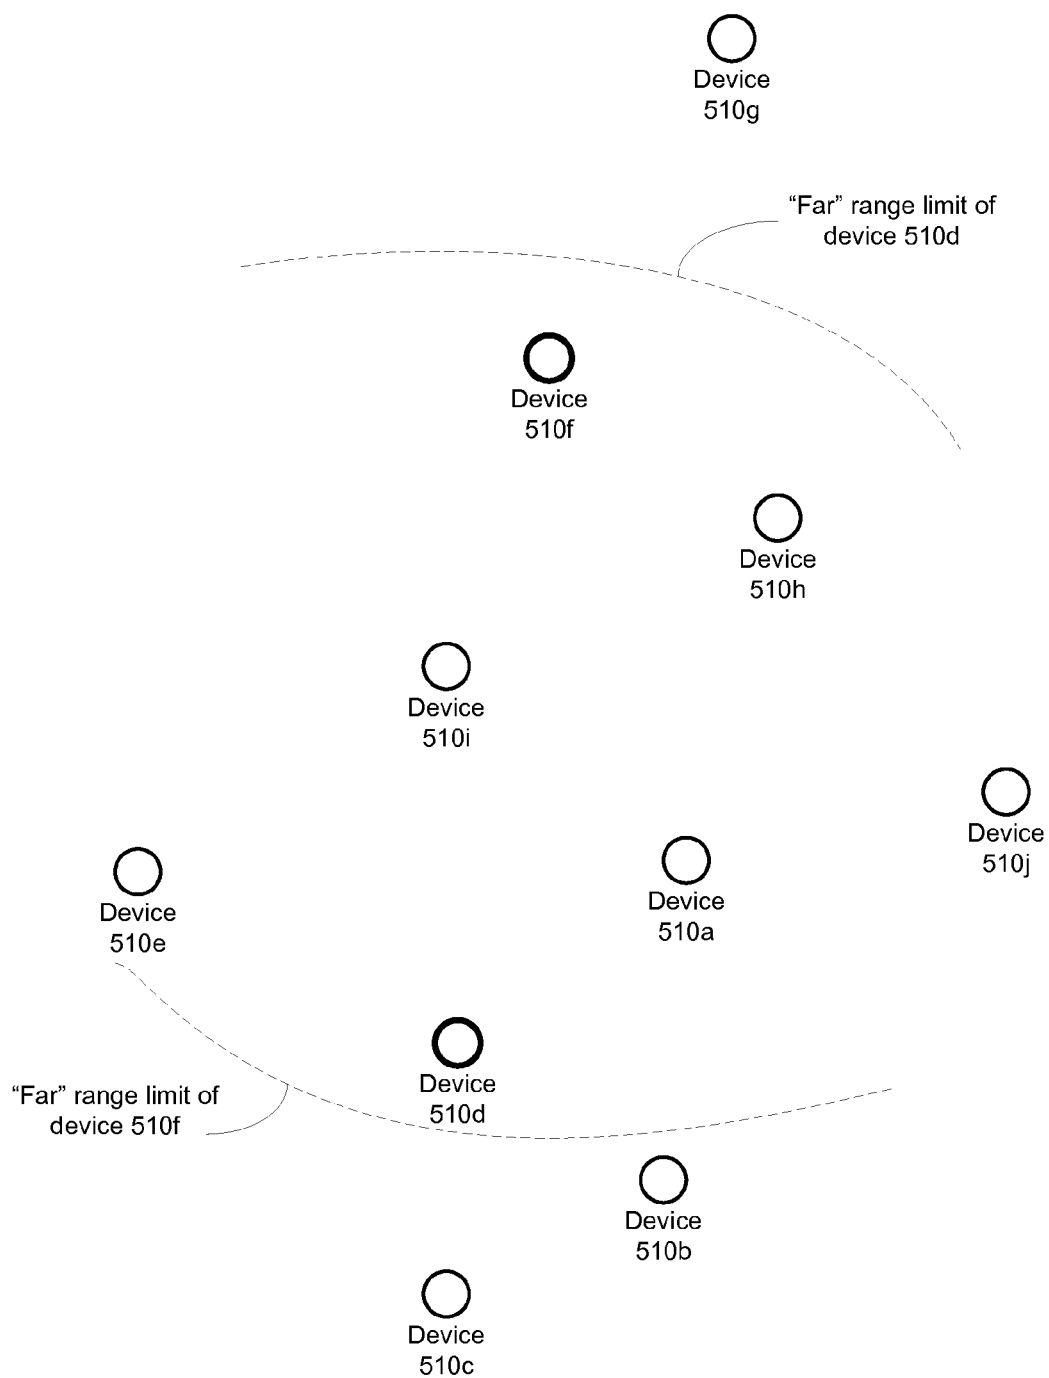 Device
510g
“Far” range limit of
device 510d
Device
510f
Device
510h
Device
510i
Device
510j
Device
510a
Device
510e
Device
510d
“Far” range limit of
device 510f
Device
510b
Device
510c